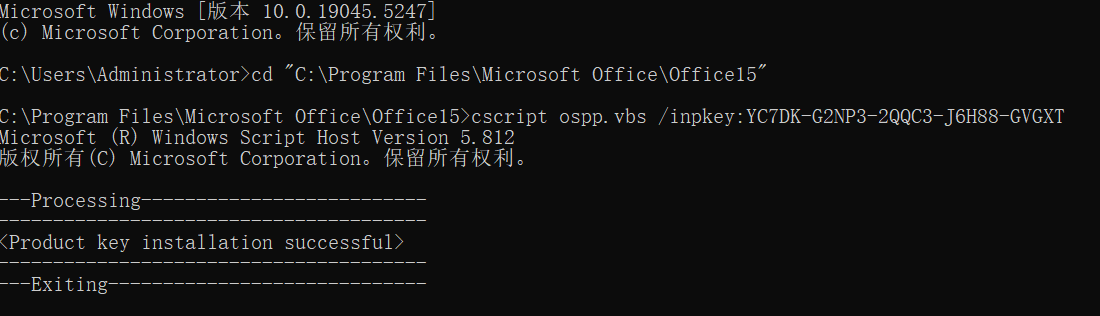 Microsoft Windows [版本 10.0.19045.5247]
(c) Microsoft Corporation。保留所有权利。
C:\Users\Administrator>cd "C:\Program Files\Microsoft Office\Office15"
C:\Program Files\Microsoft Office\Office15>cscript ospp.vbs /inpkey:YC7DK-G2NP3-2QQC3-J6H88-GVGXT
Microsoft (R) Windows Script Host Version 5.812
版权所有(C) Microsoft Corporation。保留所有权利。
---Processing--------------------------
---------------------------------------
<Product key installation successful>
---------------------------------------
---Exiting-----------------------------